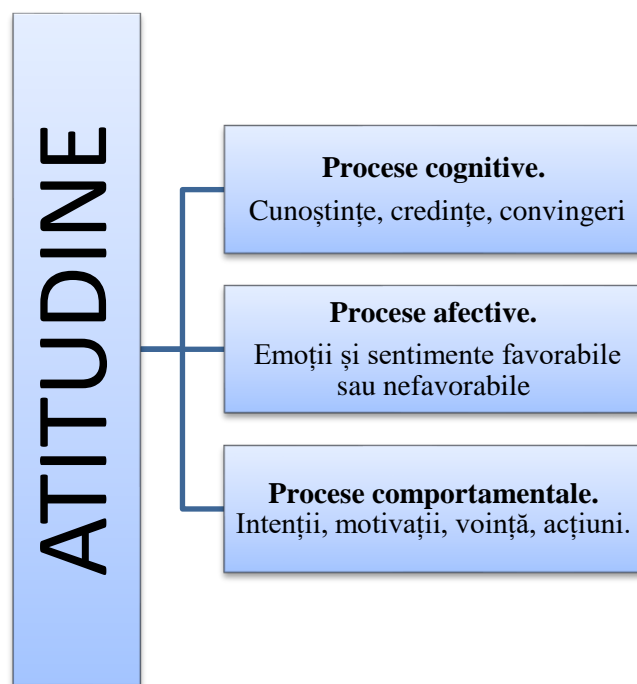 ATITUDINE
Procese cognitive.
Cunoștințe, credințe, convingeri
Procese afective.
Emoții și sentimente favorabile
sau nefavorabile
Procese comportamentale.
Intenții, motivații, voință, acțiuni.